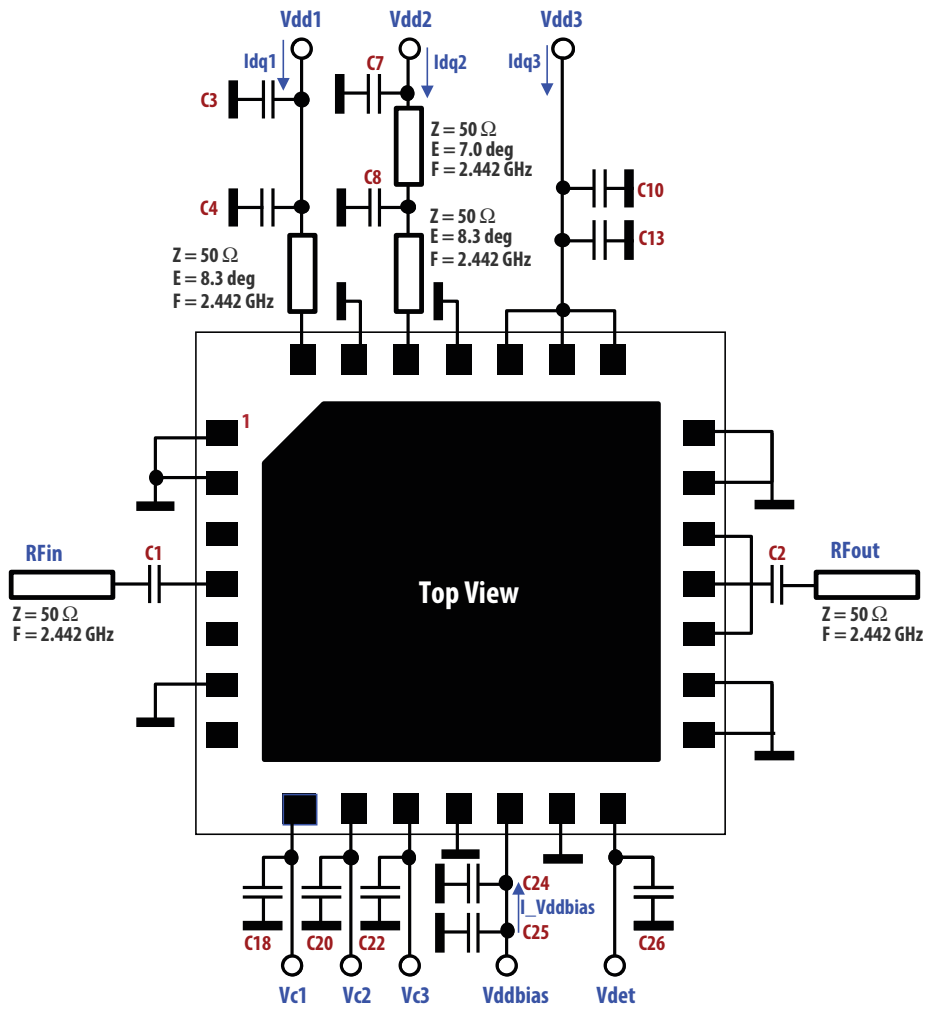 Vdd1
Vdd2
Vdd3
Idq1
C7
Idq2
Idq3
C3
Z = 50 Ω
E = 7.0 deg
F = 2.442 GHz
C4
C8
C10
Z = 50 Ω
E = 8.3 deg
F = 2.442 GHz
Z = 50 Ω
E = 8.3 deg
F = 2.442 GHz
C13
1
RFin
C1
C2
RFout
Top View
Z = 50 Ω
F = 2.442 GHz
Z = 50 Ω
F = 2.442 GHz
C24
I_Vddbias
C25
C18
C20
C22
C26
Vc1
Vc2
Vc3
Vddbias
Vdet